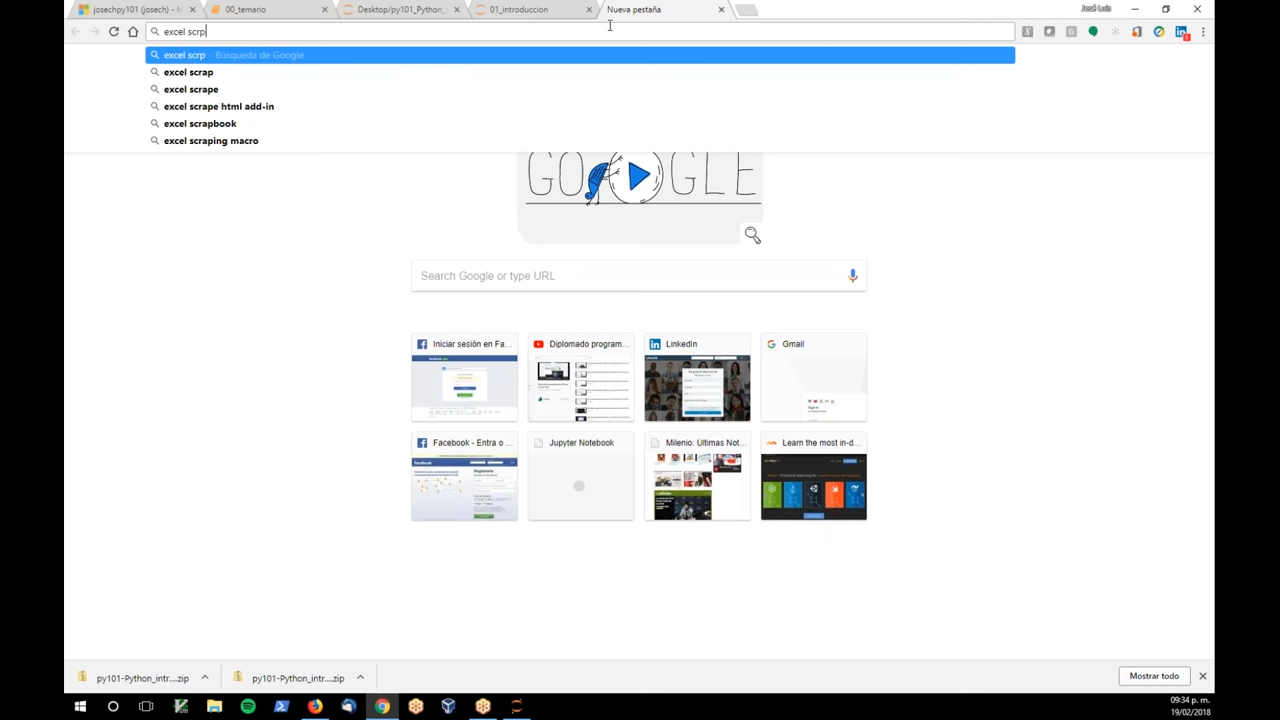 josechpy101 (josech) - M
00_temario
Desktop/py101_Python_
01_introduccion
Nueva pestaña
José Luis
excel scrp
excel scrp - Búsqueda de Google
excel scrap
excel scrape
excel scrape html add-in
excel scrapbook
excel scraping macro
GOOGLE
Search Google or type URL
Iniciar sesión en Fa...
Diplomado program...
LinkedIn
Gmail
Facebook - Entra o ...
Jupyter Notebook
Milenio: Últimas Not...
Learn the most in-d...
py101-Python_intr....zip
py101-Python_intr....zip
Mostrar todo
09:34 p. m.
19/02/2018